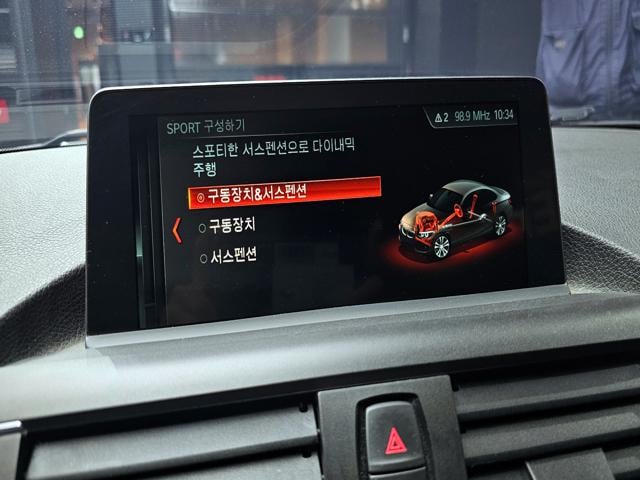 SPORT 구성하기
⚠2 98.9 MHz 10:34
스포티한 서스펜션으로 다이내믹
주행
구동장치&서스펜션
구동장치
서스펜션